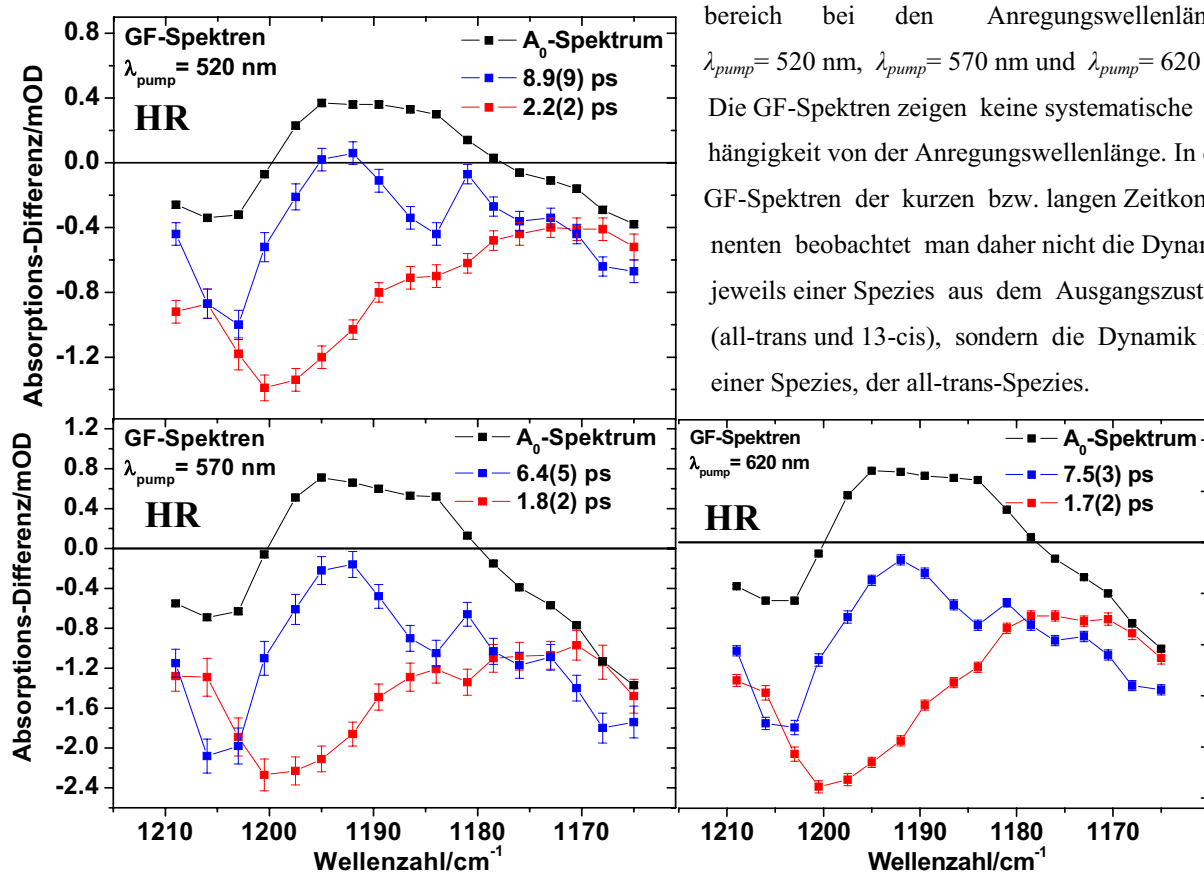 bereich bei den
λpump= 520 nm, λpump= 570 nm und λpump= 620
Die GF-Spektren zeigen keine systematische
hängigkeit von der Anregungswellenlänge. In
GF-Spektren der kurzen bzw. langen
nenten beobachtet man daher nicht die
jeweils einer Spezies aus dem
(all-trans und 13-cis), sondern die Dynamik
einer Spezies, der all-trans-Spezies.
GF-Spektren
λpump = 520 nm
HR
A0-Spektrum
8.9(9) ps
2.2(2) ps
Absorptions-Differenz/mOD
0.8
0.4
0.0
-0.4
-0.8
-1.2
GF-Spektren
λpump = 570 nm
HR
A0-Spektrum
6.4(5) ps
1.8(2) ps
Absorptions-Differenz/mOD
1.2
0.8
0.4
0.0
-0.4
-0.8
-1.2
-1.6
-2.0
-2.4
1210 1200 1190 1180 1170
Wellenzahl/cm-1
GF-Spektren
λpump = 620 nm
HR
A0-Spektrum
7.5(3) ps
1.7(2) ps
1210 1200 1190 1180 1170
Wellenzahl/cm-1